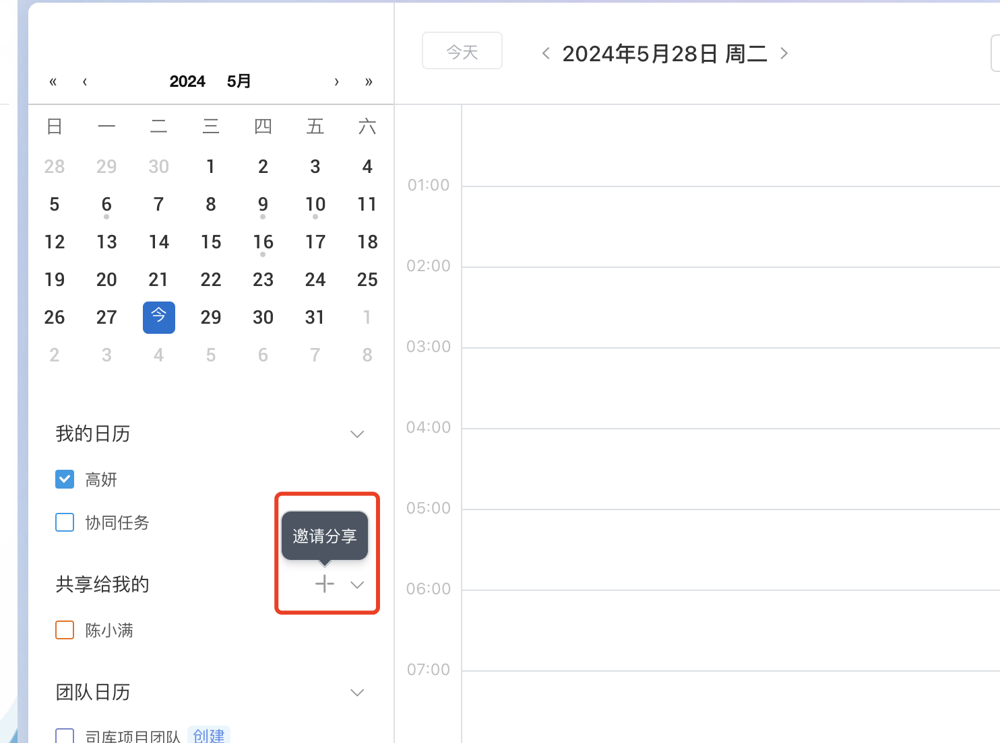 « ‹ 2024 5月 › »
日 一 二 三 四 五 六
28 29 30 1 2 3 4
5 6 7 8 9 10 11
12 13 14 15 16 17 18
19 20 21 22 23 24 25
26 27 今 29 30 31 1
2 3 4 5 6 7 8
我的日历
高妍
协同任务
邀请分享
共享给我的
陈小满
团队日历
司库项目团队 创建
今天
2024年5月28日 周二
01:00
02:00
03:00
04:00
05:00
06:00
07:00